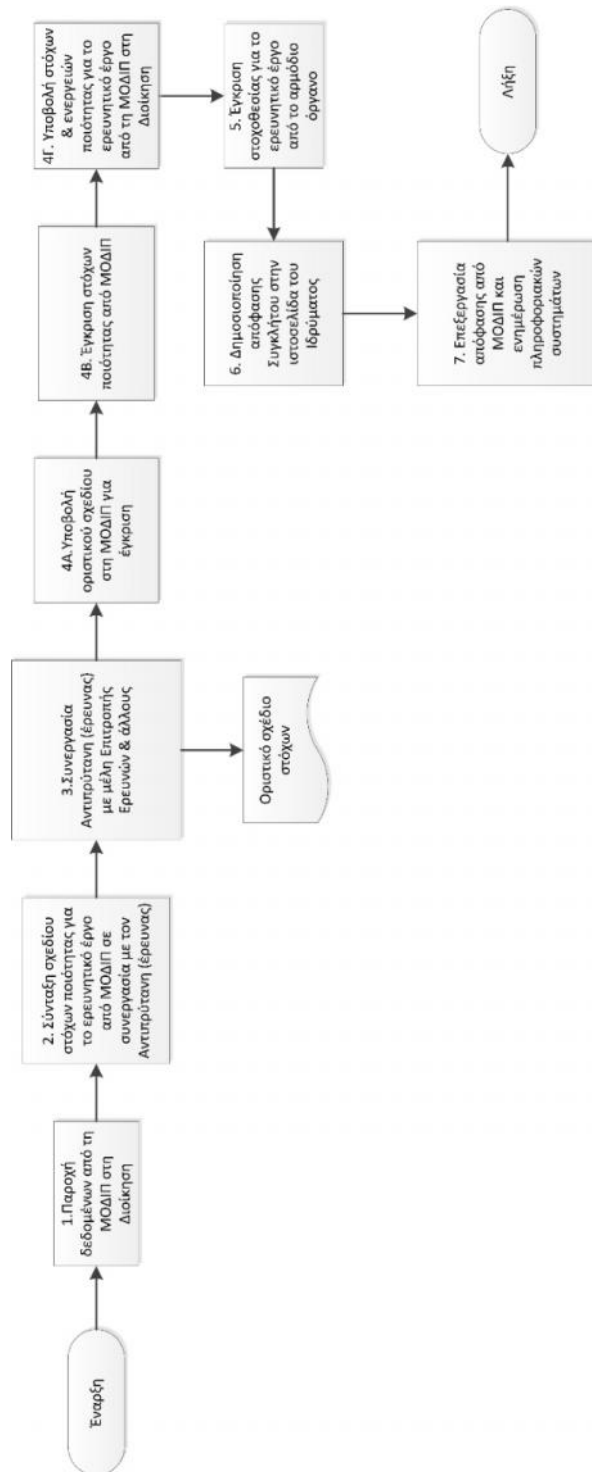 Έναρξη
1.Παροχή
δεδομένων από τη
ΜΟΔΙΠ στη
Διοίκηση
2. Σύνταξη σχεδίου
στόχων ποιότητας για
το ερευνητικό έργο
από ΜΟΔΙΠ σε
συνεργασία με τον
Αντιπρύτανη (έρευνας)
3.Συνεργασία
Αντιπρύτανη (έρευνας)
με μέλη Επιτροπής
Ερευνών & άλλους
Οριστικό σχέδιο
στόχων
4Α.Υποβολή
οριστικού σχεδίου
στη ΜΟΔΙΠ για
έγκριση
4Β. Έγκριση στόχων
ποιότητας από ΜΟΔΙΠ
4Γ. Υποβολή στόχων
& ενεργειών
ποιότητας για το
ερευνητικό έργο
από τη ΜΟΔΙΠ στη
Διοίκηση
5. Έγκριση
στοχοθεσίας για το
ερευνητικό έργο
από το αρμόδιο
όργανο
6. Δημοσιοποίηση
απόφασης
Συγκλήτου στην
ιστοσελίδα του
Ιδρύματος
7. Επεξεργασία
απόφασης από
ΜΟΔΙΠ και
ενημέρωση
πληροφοριακών
συστημάτων
Λήξη